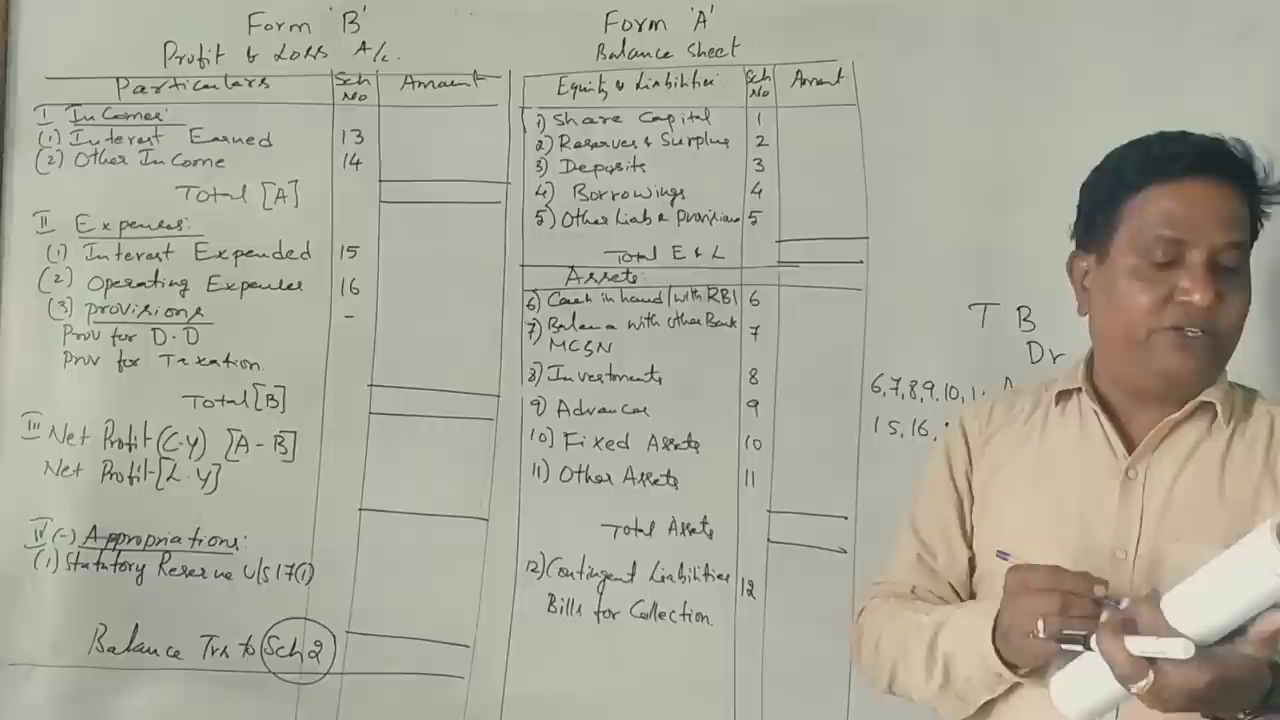 Form 'B'
Profit & Loss A/c.
Particulars Sch No Amount
I Incomes:
(1) Interest Earned 13
(2) Other Income 14
Total [A]
II Expenses:
(1) Interest Expended 15
(2) Operating Expenses 16
(3) Provisions -
Prov for D.D
Prov for Taxation.
Total [B]
III Net Profit (C.Y) [A - B]
Net Profit [L.Y]
IV (-) Appropriations:
(1) Statutory Reserve U/S 17(1)
Balance Trs to Sch 2
Form 'A'
Balance Sheet
Equity & Liabilities Sch No Amount
1) Share Capital 1
2) Reserves & Surplus 2
3) Deposits 3
4) Borrowings 4
5) Other Liab & Provisions 5
Total E & L
Assets:
6) Cash in hand/with RBI 6
7) Balance with other Bank 7
MCSN
8) Investments 8
9) Advances 9
10) Fixed Assets 10
11) Other Assets 11
Total Assets
12) Contingent Liabilities 12
Bills for Collection.
T B
Dr
6,7,8,9,10,
15,16,